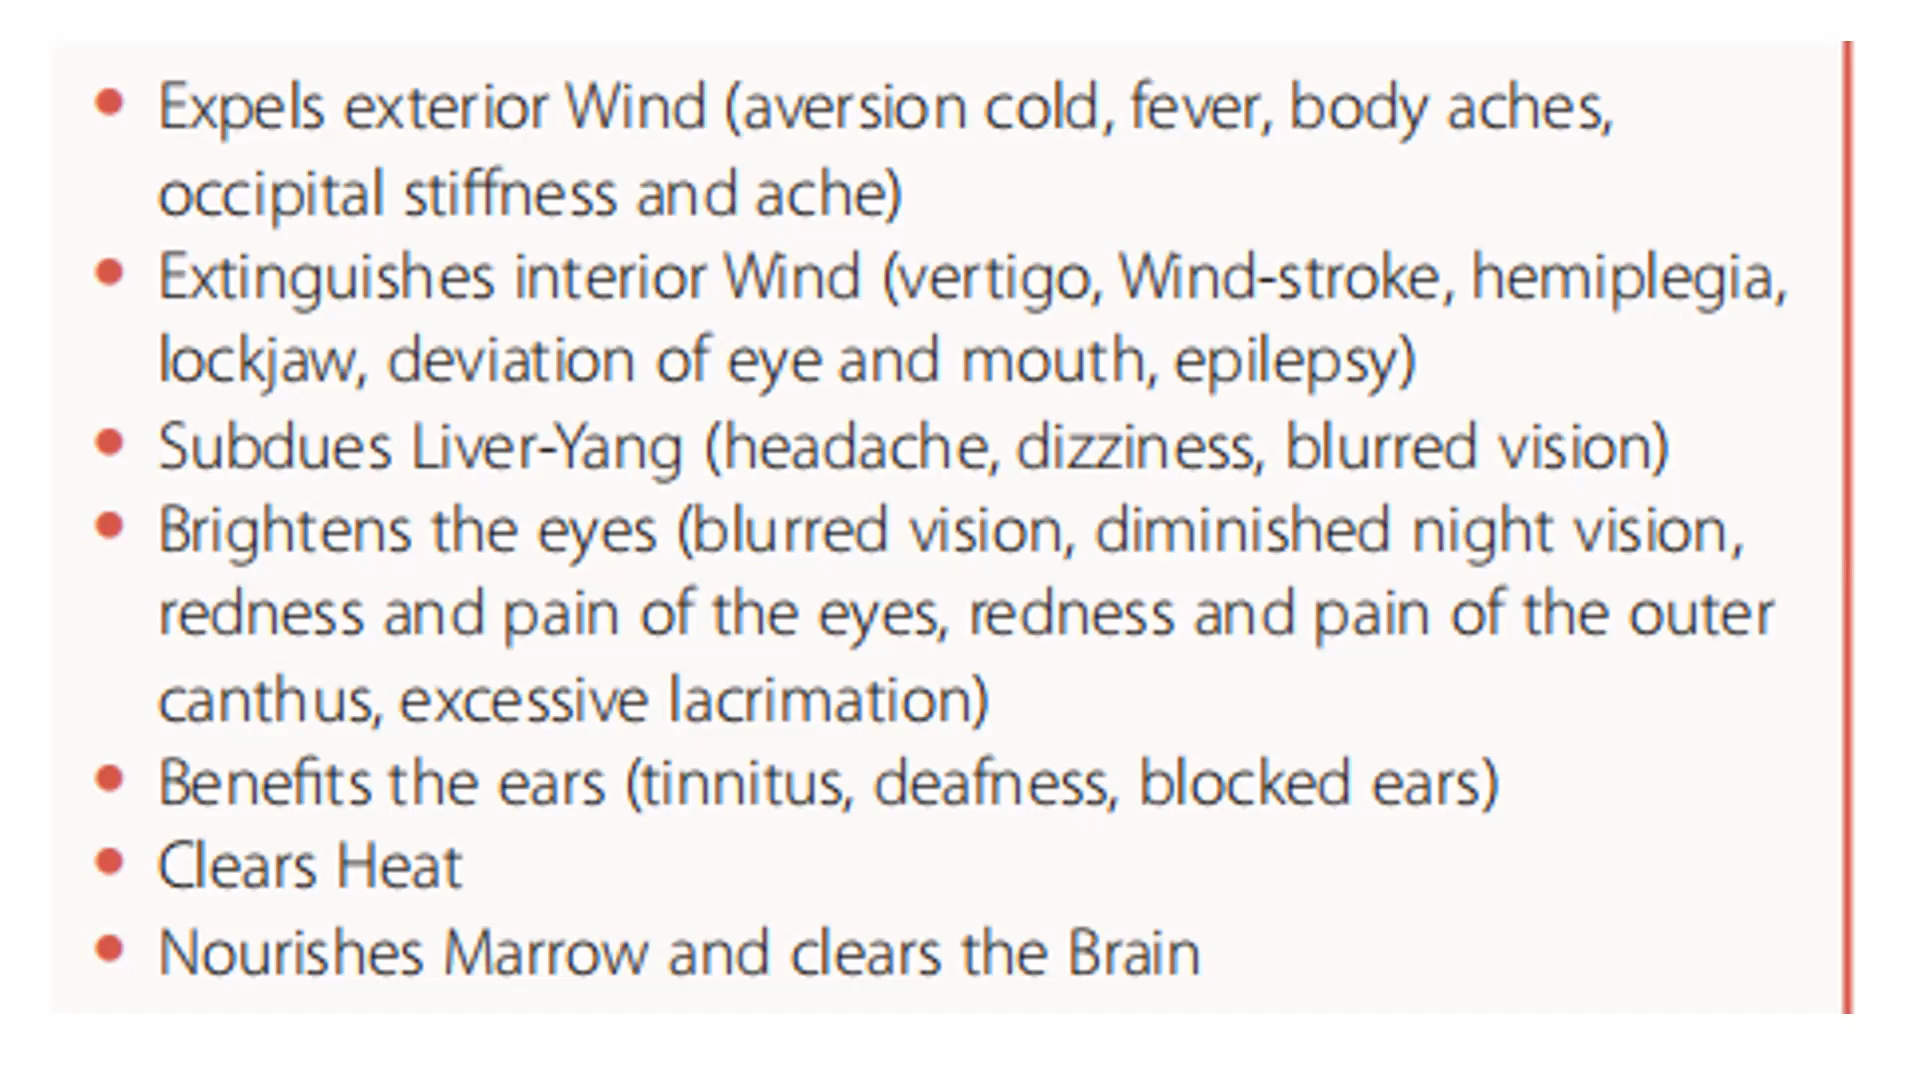 • Expels exterior Wind (aversion cold, fever, body aches,
occipital stiffness and ache)
• Extinguishes interior Wind (vertigo, Wind-stroke, hemiplegia,
lockjaw, deviation of eye and mouth, epilepsy)
• Subdues Liver-Yang (headache, dizziness, blurred vision)
• Brightens the eyes (blurred vision, diminished night vision,
redness and pain of the eyes, redness and pain of the outer
canthus, excessive lacrimation)
• Benefits the ears (tinnitus, deafness, blocked ears)
• Clears Heat
• Nourishes Marrow and clears the Brain